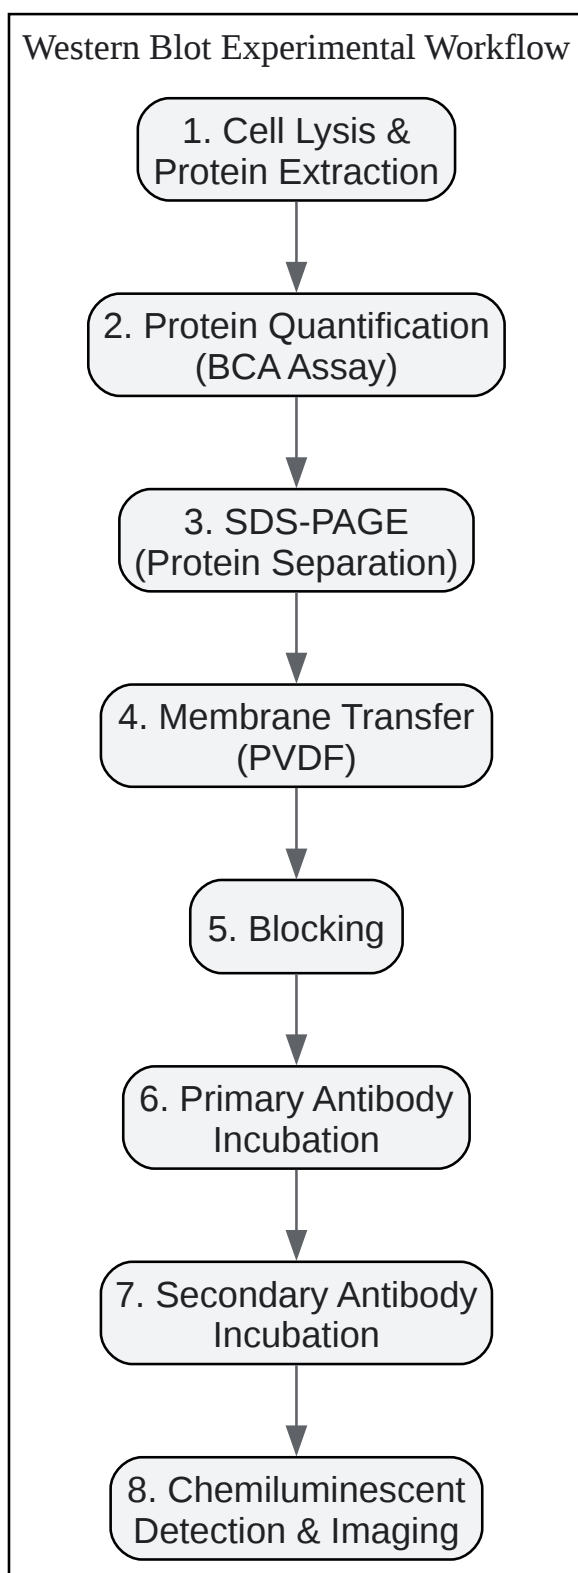 Western Blot Experimental Workflow
1. Cell Lysis &
Protein Extraction
2. Protein Quantification
(BCA Assay)
3. SDS-PAGE
(Protein Separation)
4. Membrane Transfer
(PVDF)
5. Blocking
6. Primary Antibody
Incubation
7. Secondary Antibody
Incubation
8. Chemiluminescent
Detection & Imaging